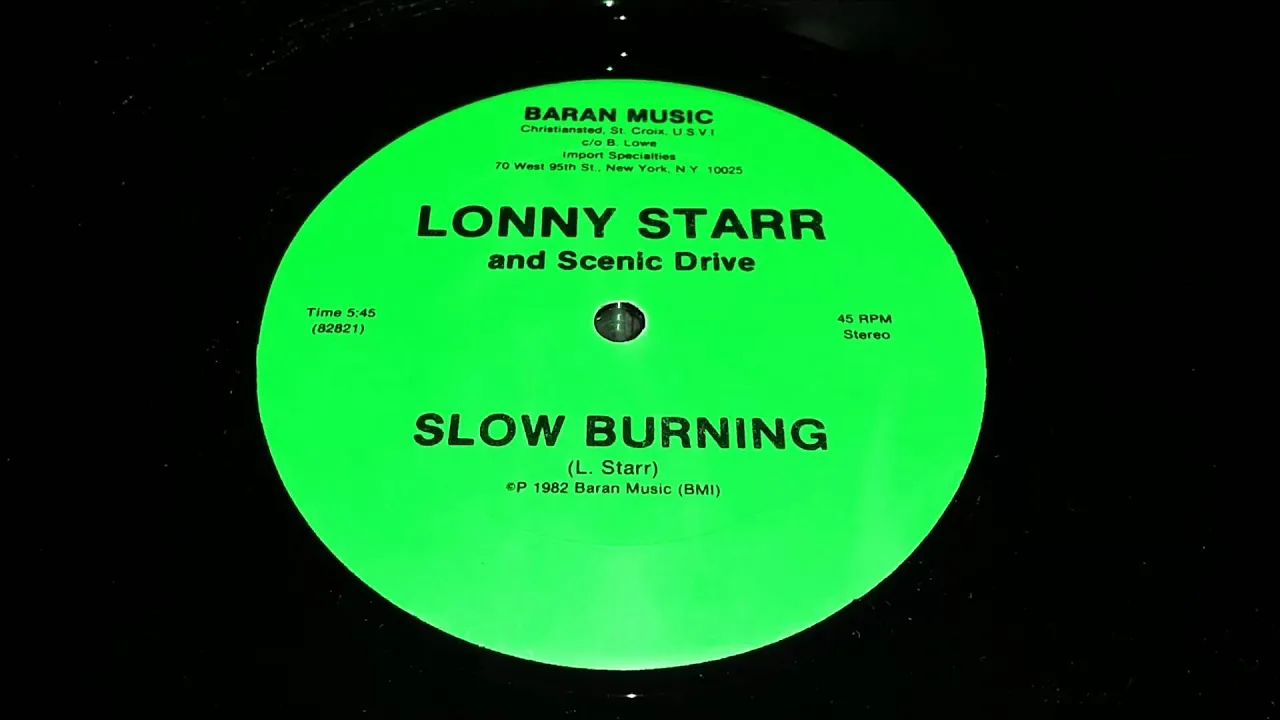 BARAN MUSIC
Christiansted, St. Croix, U.S.V.I
c/o B. Lowe
Import Specialties
70 West 95th St., New York, N.Y 10025
LONNY STARR
and Scenic Drive
Time 5:45
(82821)
45 RPM
Stereo
SLOW BURNING
(L. Starr)
©P 1982 Baran Music (BMI)